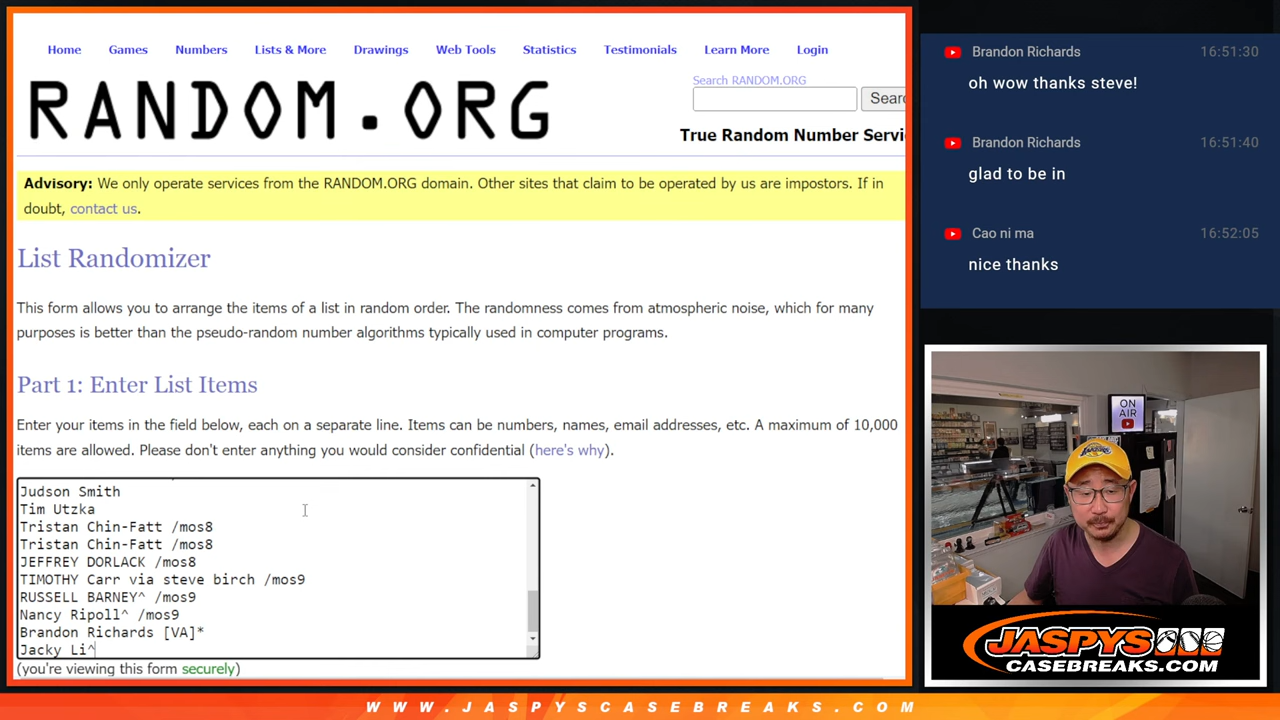 Home Games Numbers Lists & More Drawings Web Tools Statistics Testimonials Learn More Login
RANDOM.ORG
Search RANDOM.ORG
Searc
True Random Number Servi
Advisory: We only operate services from the RANDOM.ORG domain. Other sites that claim to be operated by us are impostors. If in
doubt, contact us.
List Randomizer
This form allows you to arrange the items of a list in random order. The randomness comes from atmospheric noise, which for many
purposes is better than the pseudo-random number algorithms typically used in computer programs.
Part 1: Enter List Items
Enter your items in the field below, each on a separate line. Items can be numbers, names, email addresses, etc. A maximum of 10,000
items are allowed. Please don't enter anything you would consider confidential (here's why).
Judson Smith
Tim Utzka
Tristan Chin-Fatt /mos8
Tristan Chin-Fatt /mos8
JEFFREY DORLACK /mos8
TIMOTHY Carr via steve birch /mos9
RUSSELL BARNEY^ /mos9
Nancy Ripoll^ /mos9
Brandon Richards [VA]*
Jacky Li^
(you're viewing this form securely)
Brandon Richards 16:51:30
oh wow thanks steve!
Brandon Richards 16:51:40
glad to be in
Cao ni ma 16:52:05
nice thanks
ON
AIR
JASPYS
CASEBREAKS.COM
WWW.JASPYSCASEBREAKS.COM